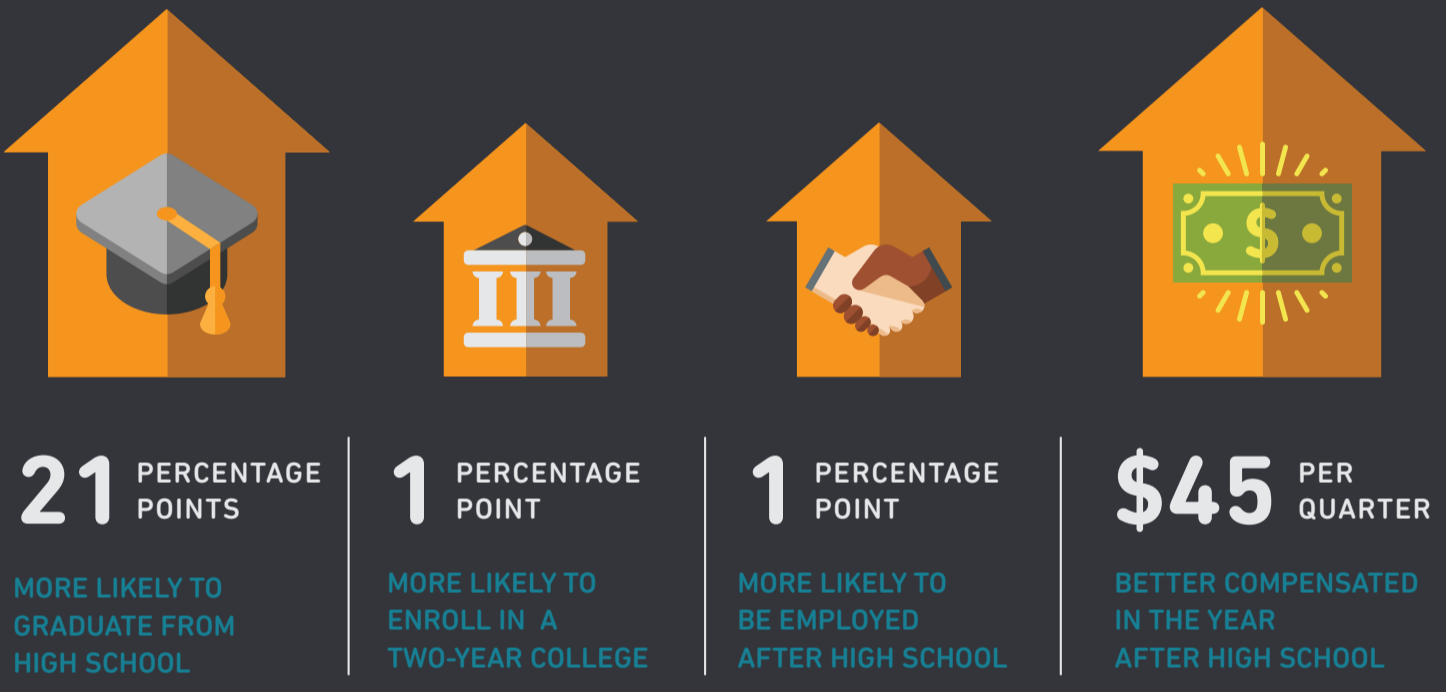 $
21 PERCENTAGE
POINTS
MORE LIKELY TO
GRADUATE FROM
HIGH SCHOOL
1 PERCENTAGE
POINT
MORE LIKELY TO
ENROLL IN A
TWO-YEAR COLLEGE
1 PERCENTAGE
POINT
MORE LIKELY TO
BE EMPLOYED
AFTER HIGH SCHOOL
$45 PER
QUARTER
BETTER COMPENSATED
IN THE YEAR
AFTER HIGH SCHOOL